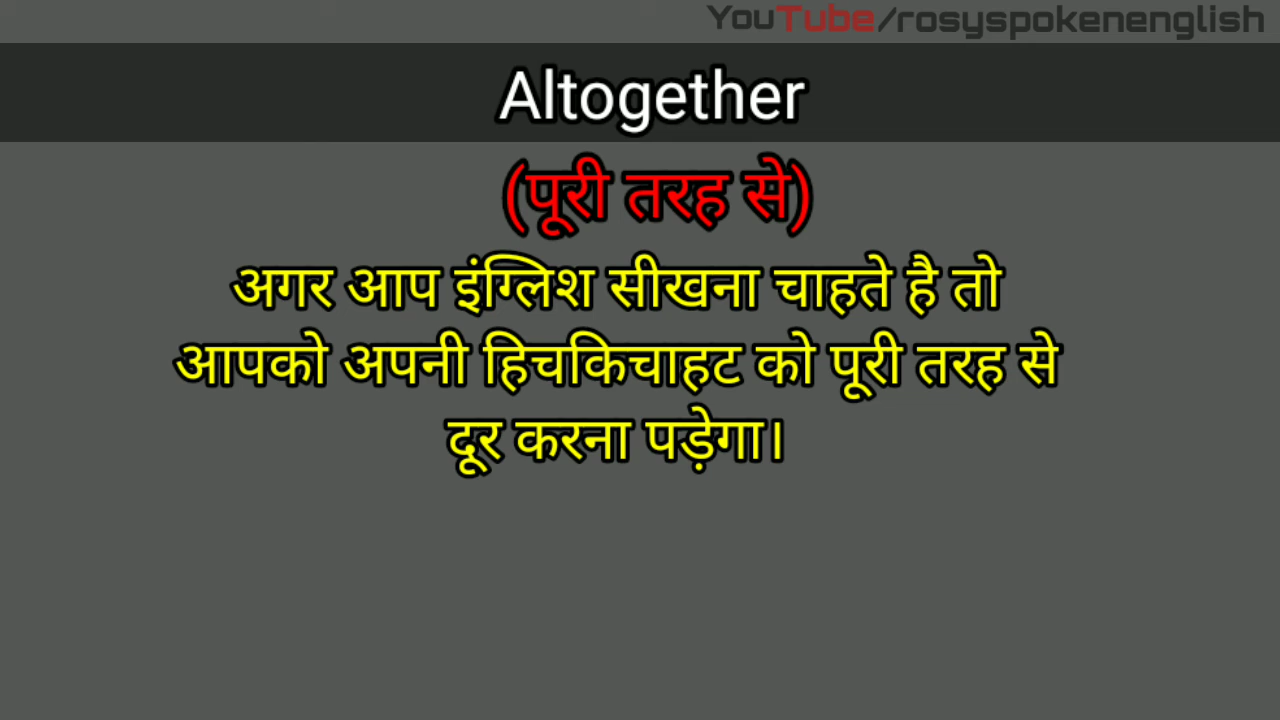 YouTube/rosyspokenenglish
Altogether
(पूरी तरह से)
अगर आप इंग्लिश सीखना चाहते है तो
आपको अपनी हिचकिचाहट को पूरी तरह से
दूर करना पड़ेगा।